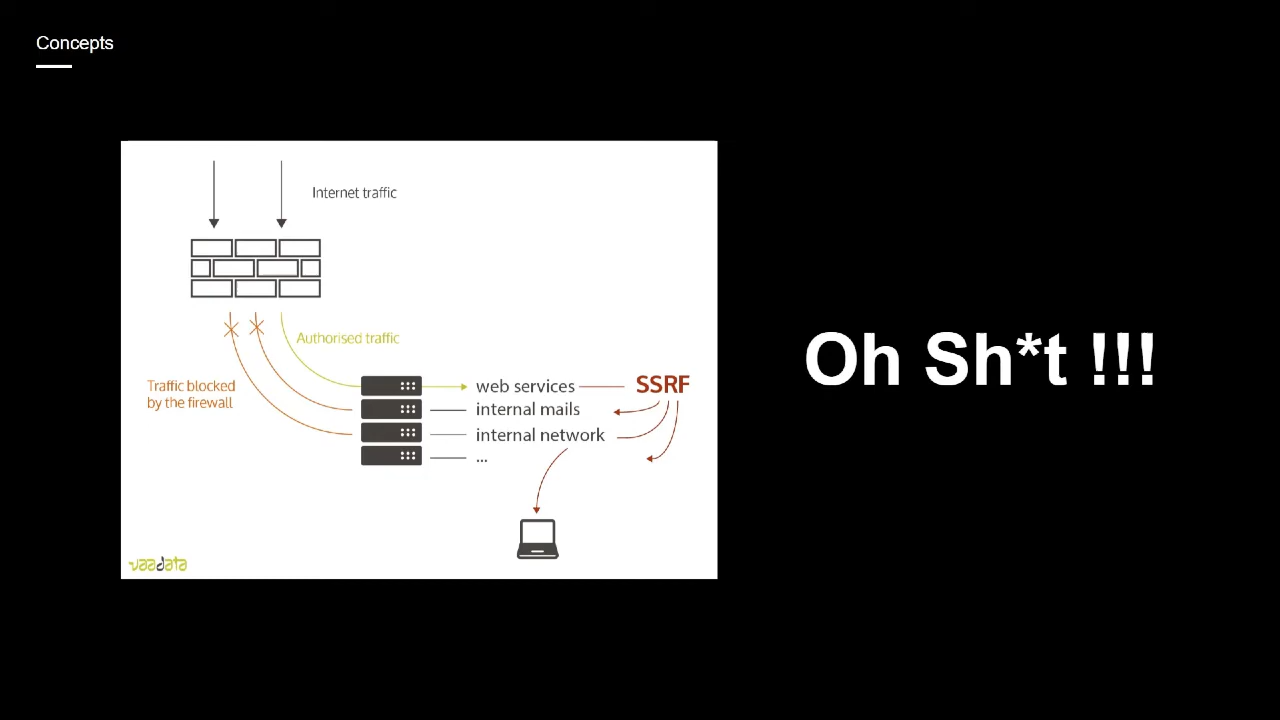 Concepts
Internet traffic
Authorised traffic
Traffic blocked
by the firewall
web services
SSRF
internal mails
internal network
...
Oh Sh*t !!!
vaadata